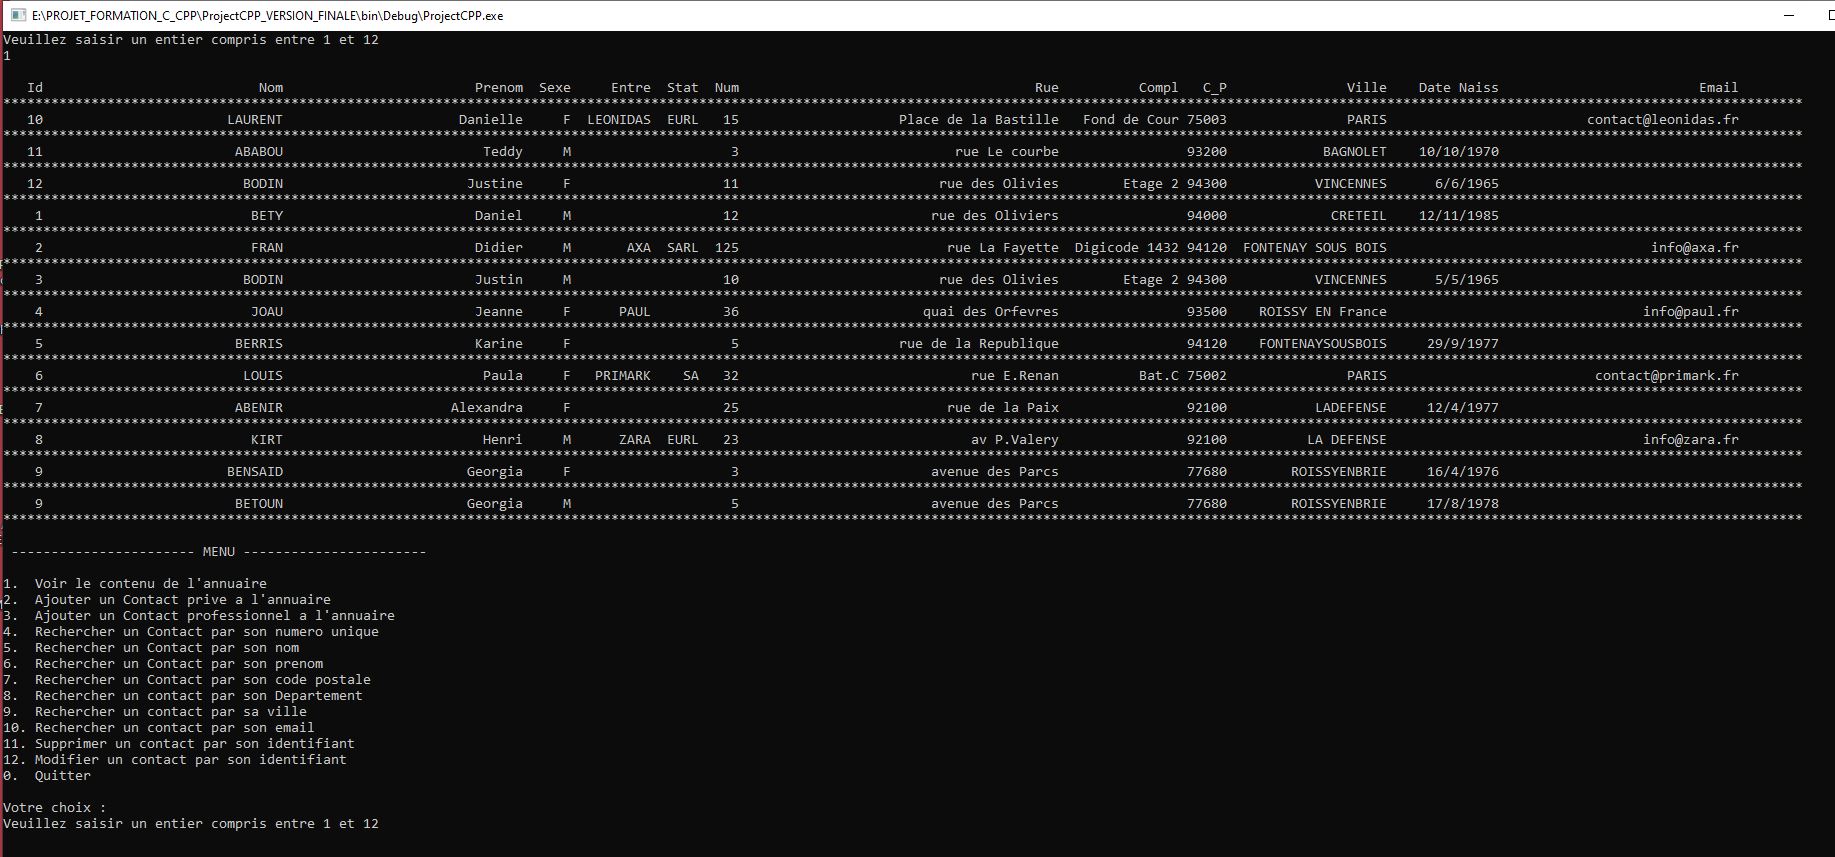 E:\PROJET_FORMATION_C_CPP\ProjectCPP_VERSION_FINALE\bin\Debug\ProjectCPP.exe
Veuillez saisir un entier compris entre 1 et 12
1
Id Nom Prenom Sexe Entre Stat Num Rue Compl C_P Ville Date Naiss Email
10 LAURENT Danielle F LEONIDAS EURL 15 Place de la Bastille Fond de Cour 75003 PARIS contact@leonidas.fr
11 ABABOU Teddy M 3 rue Le courbe 93200 BAGNOLET 10/10/1970
12 BODIN Justine F 11 rue des Olivies Etage 2 94300 VINCENNES 6/6/1965
1 BETY Daniel M 12 rue des Oliviers 94000 CRETEIL 12/11/1985
2 FRAN Didier M AXA SARL 125 rue La Fayette Digicode 1432 94120 FONTENAY SOUS BOIS info@axa.fr
3 BODIN Justin M 10 rue des Olivies Etage 2 94300 VINCENNES 5/5/1965
4 JOAU Jeanne F PAUL 36 quai des Orfevres 93500 ROISSY EN France info@paul.fr
5 BERRIS Karine F 5 rue de la Republique 94120 FONTENAYSOUSBOIS 29/9/1977
6 LOUIS Paula F PRIMARK SA 32 rue E.Renan Bat.C 75002 PARIS contact@primark.fr
7 ABENIR Alexandra F 25 rue de la Paix 92100 LADEFENSE 12/4/1977
8 KIRT Henri M ZARA EURL 23 av P.Valery 92100 LA DEFENSE info@zara.fr
9 BENSAID Georgia F 3 avenue des Parcs 77680 ROISSYENBRIE 16/4/1976
9 BETOUN Georgia M 5 avenue des Parcs 77680 ROISSYENBRIE 17/8/1978
----------------------- MENU -----------------------
1. Voir le contenu de l'annuaire
2. Ajouter un Contact prive a l'annuaire
3. Ajouter un Contact professionnel a l'annuaire
4. Rechercher un Contact par son numero unique
5. Rechercher un Contact par son nom
6. Rechercher un Contact par son prenom
7. Rechercher un Contact par son code postale
8. Rechercher un contact par son Departement
9. Rechercher un contact par sa ville
10. Rechercher un contact par son email
11. Supprimer un contact par son identifiant
12. Modifier un contact par son identifiant
0. Quitter
Votre choix :
Veuillez saisir un entier compris entre 1 et 12